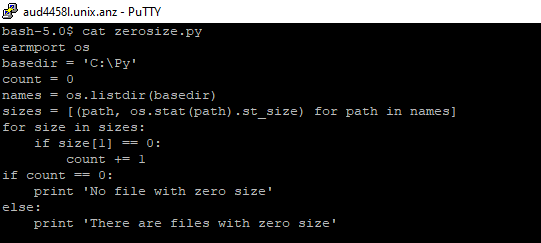 aud4458l.unix.anz - PuTTY
bash-5.0$ cat zerosize.py
earmport os
basedir = 'C:\Py'
count = 0
names = os.listdir(basedir)
sizes = [(path, os.stat(path).st_size) for path in names]
for size in sizes:
    if size[1] == 0:
        count += 1
if count == 0:
    print 'No file with zero size'
else:
    print 'There are files with zero size'